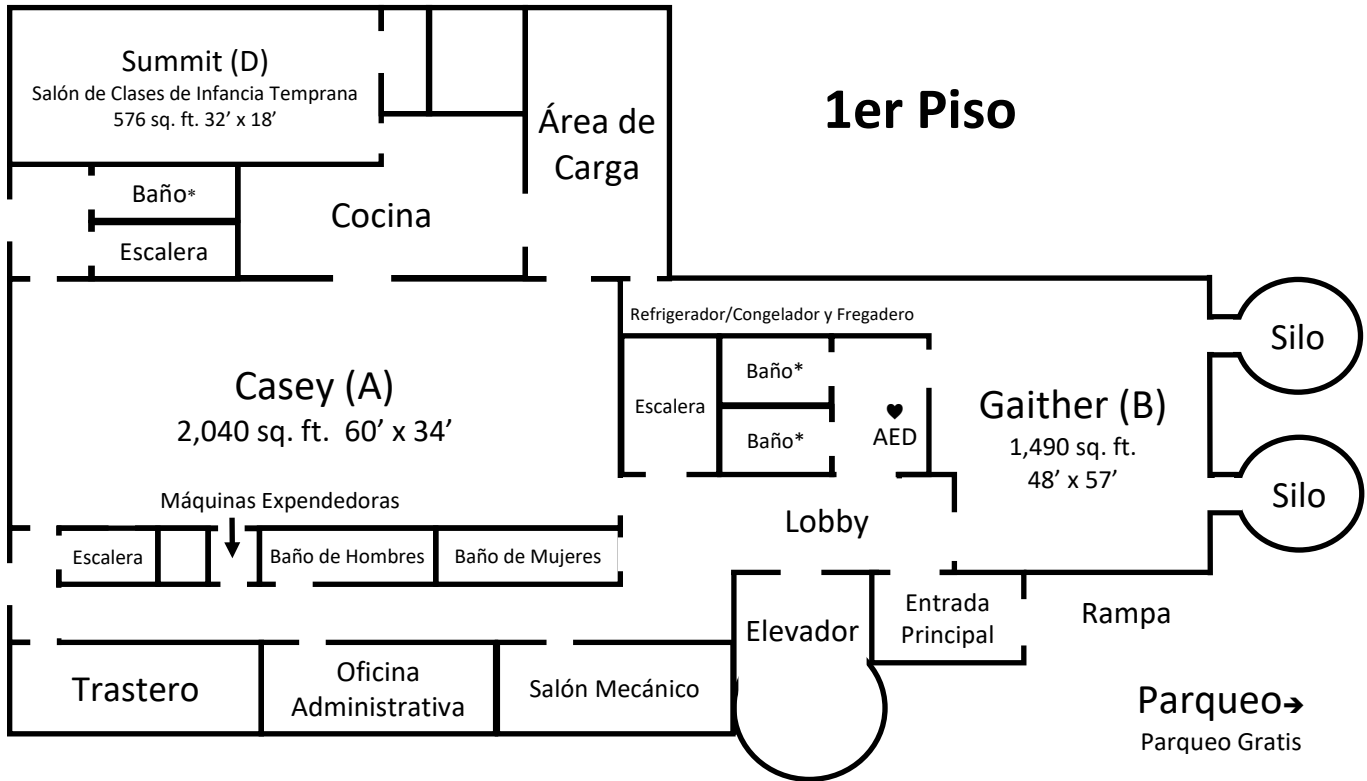 Summit (D)
Salón de Clases de Infancia Temprana
576 sq. ft. 32’ x 18’
1er Piso
Área de
Carga
Baño*
Escalera
Cocina
Refrigerador/Congelador y Fregadero
Silo
Casey (A)
2,040 sq. ft. 60’ x 34’
Escalera
Baño*
Baño*
AED
Gaither (B)
1,490 sq. ft.
48’ x 57’
Silo
Máquinas Expendedoras
Lobby
Escalera
Baño de Hombres
Baño de Mujeres
Entrada
Principal
Rampa
Elevador
Trastero
Oficina
Administrativa
Salón Mecánico
Parqueo➔
Parqueo Gratis